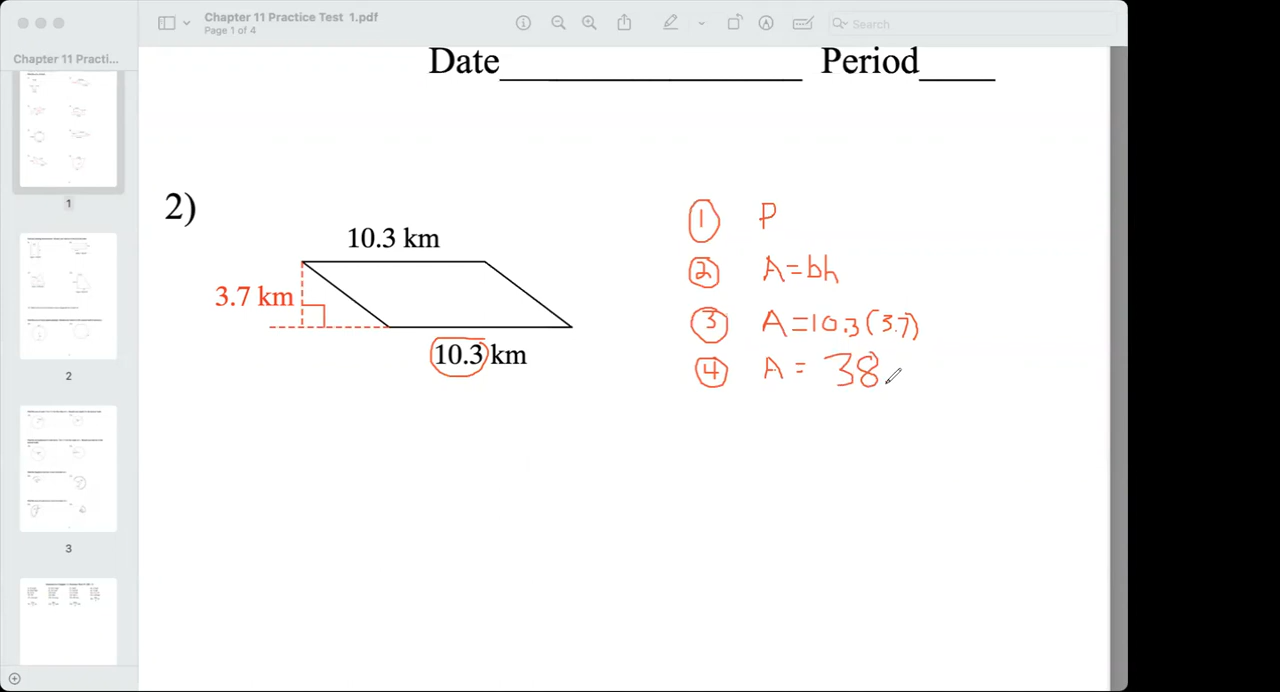 Chapter 11 Practice Test 1.pdf
Page 1 of 4
Search
Chapter 11 Practi...
1
2
3
Date Period
2)
10.3 km
3.7 km
10.3 km
1 P
2 A=bh
3 A=10.3(3.7)
4 A = 38